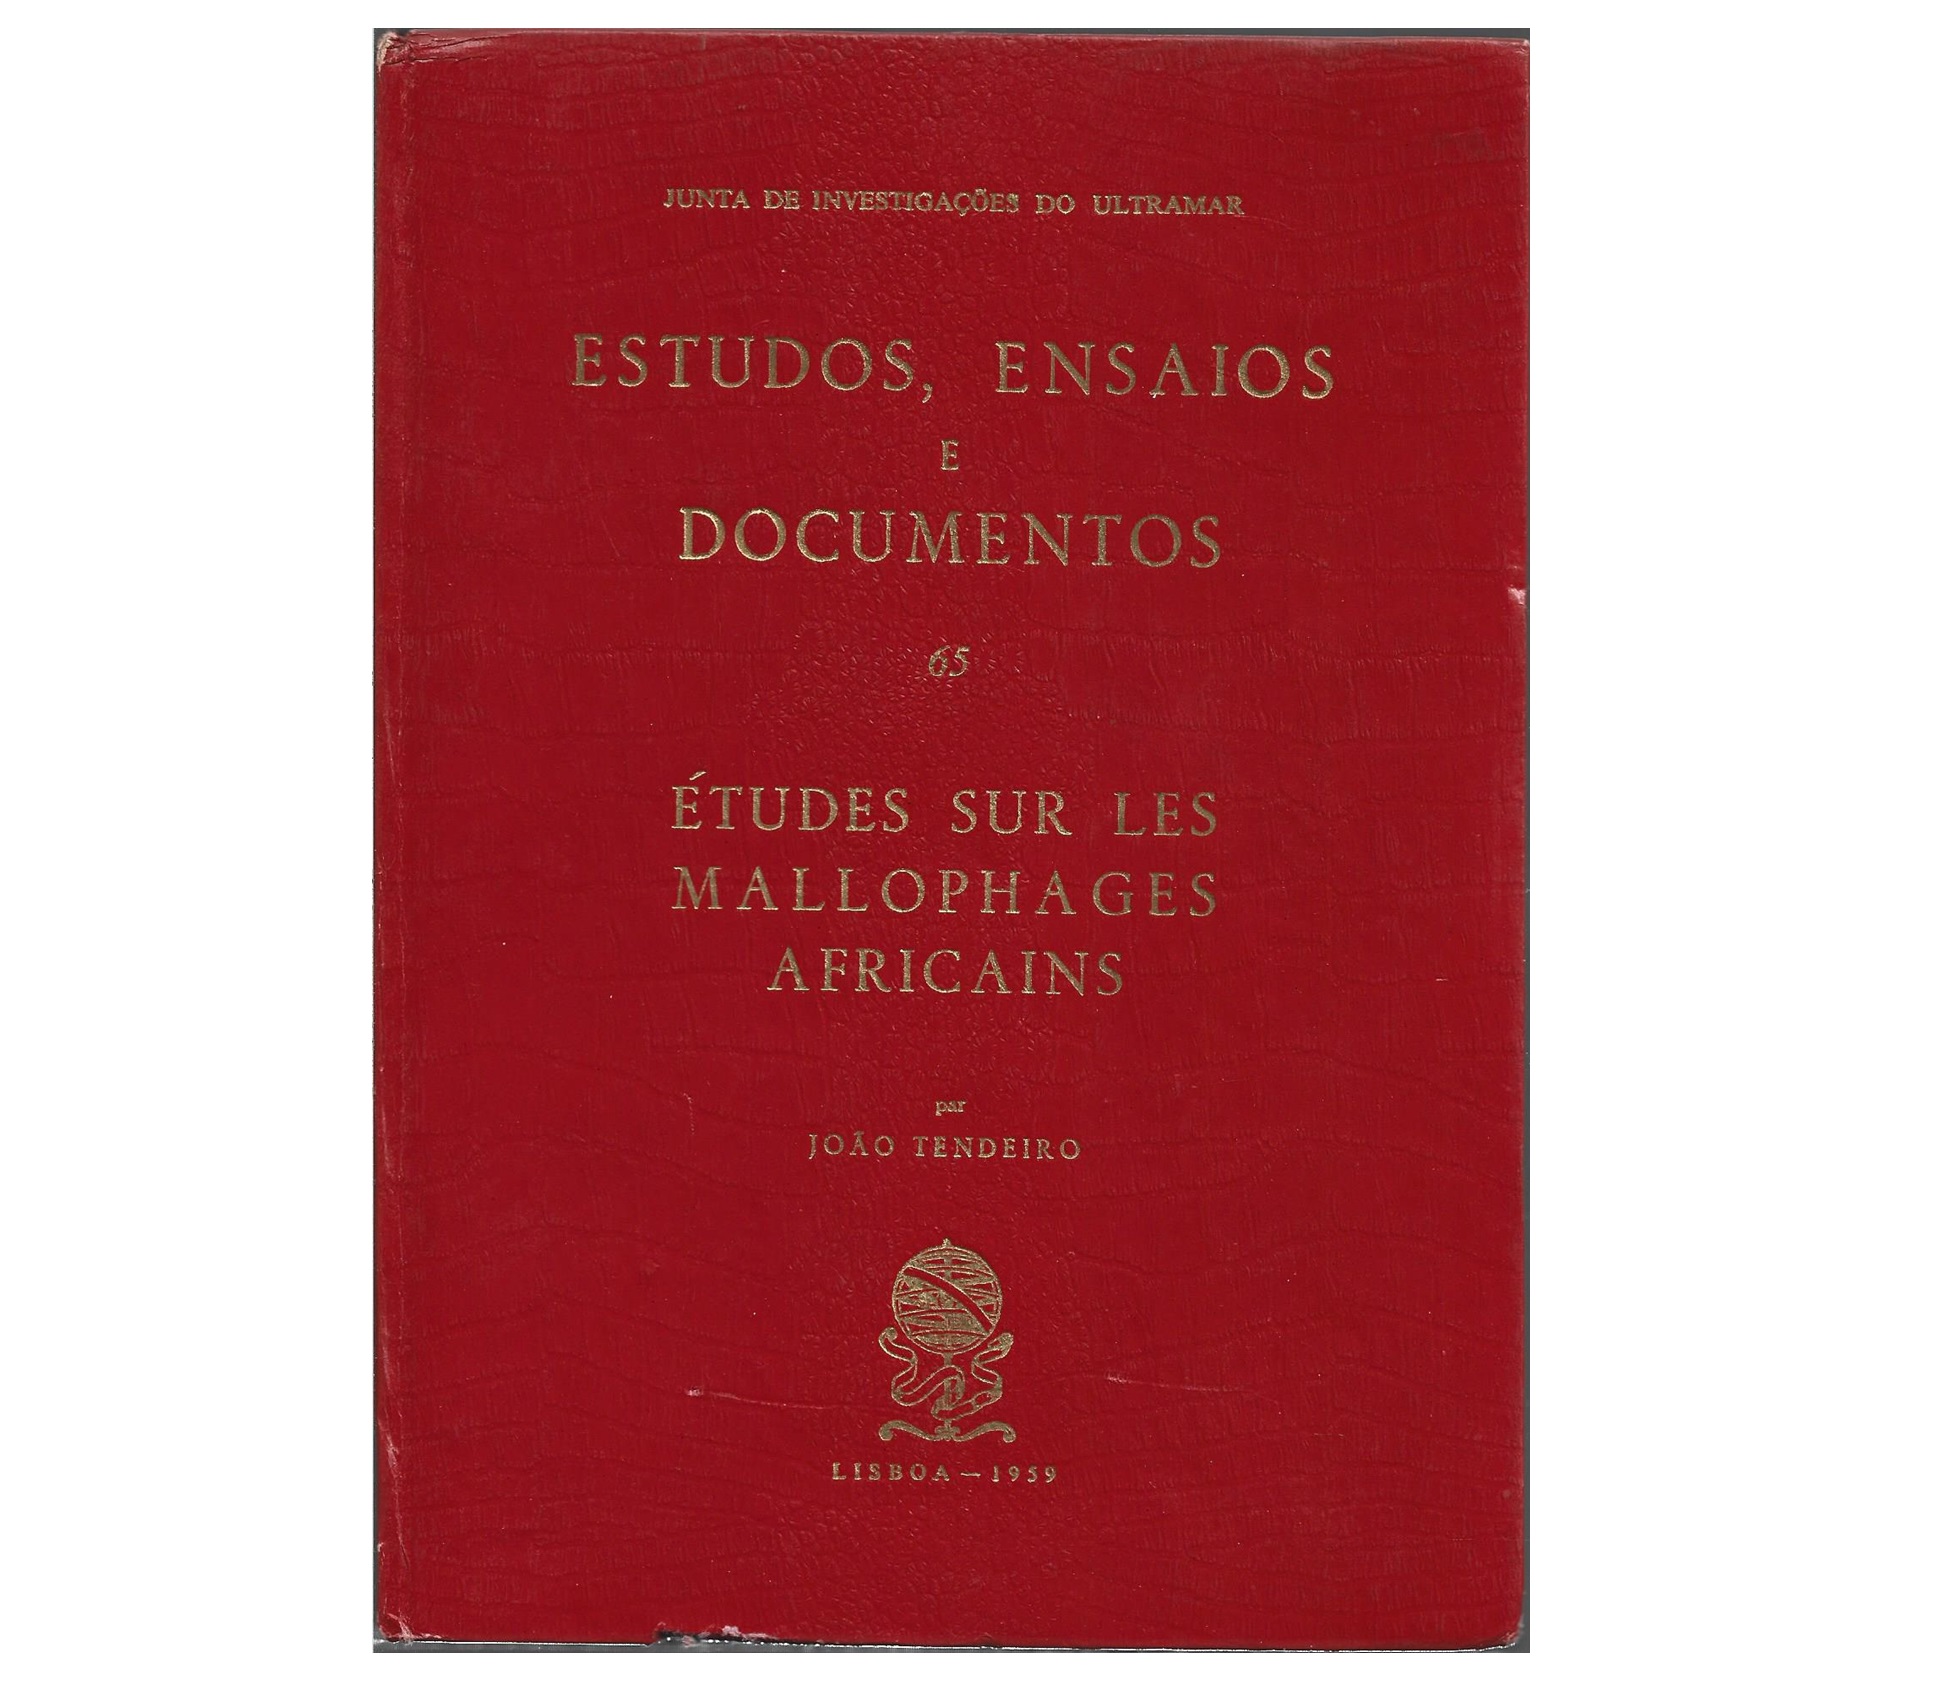 JUNTA DE INVESTIGAÇÕES DO ULTRAMAR
ESTUDOS, ENSAIOS
E
DOCUMENTOS
65
ÉTUDES SUR LES
MALLOPHAGES
AFRICAINS
par
JOÃO TENDEIRO
LISBOA — 1959